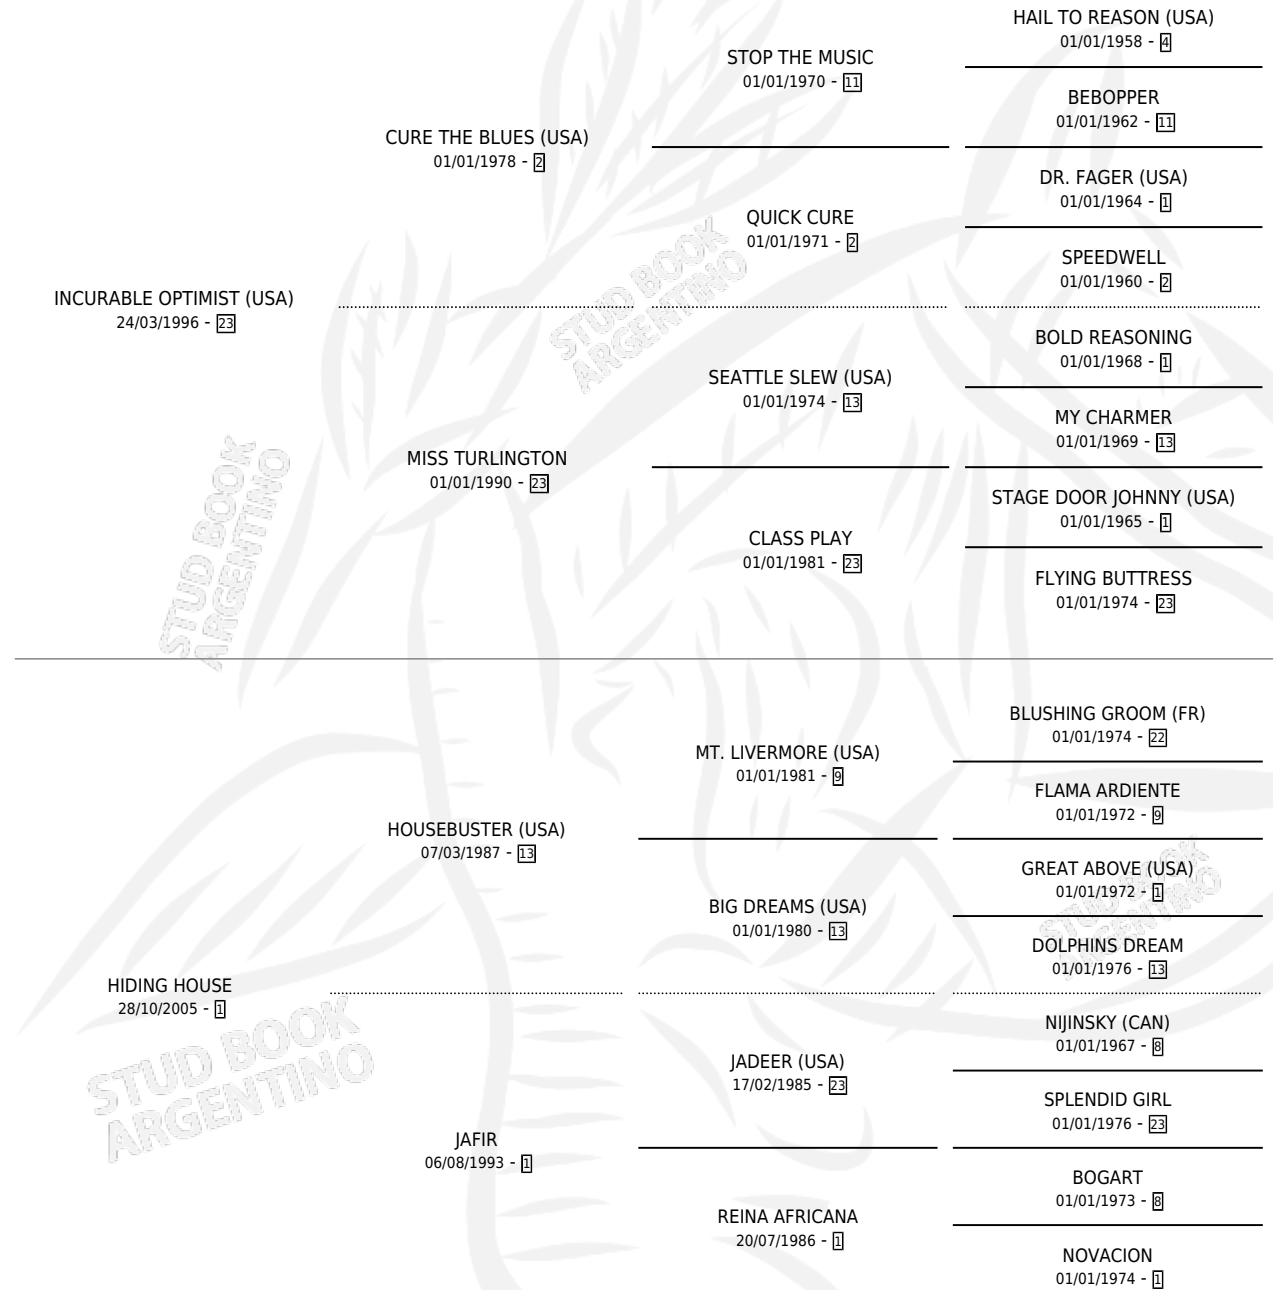 HAIL TO REASON (USA)
01/01/1958 - 4
STOP THE MUSIC
01/01/1970 - 11
BEBOPPER
01/01/1962 - 11
CURE THE BLUES (USA)
01/01/1978 - 2
DR. FAGER (USA)
01/01/1964 - 1
QUICK CURE
01/01/1971 - 2
SPEEDWELL
01/01/1960 - 2
INCURABLE OPTIMIST (USA)
24/03/1996 - 23
BOLD REASONING
01/01/1968 - 1
SEATTLE SLEW (USA)
01/01/1974 - 13
MY CHARMER
01/01/1969 - 13
MISS TURLINGTON
01/01/1990 - 23
STAGE DOOR JOHNNY (USA)
01/01/1965 - 1
CLASS PLAY
01/01/1981 - 23
FLYING BUTTRESS
01/01/1974 - 23
BLUSHING GROOM (FR)
01/01/1974 - 22
MT. LIVERMORE (USA)
01/01/1981 - 9
FLAMA ARDIENTE
01/01/1972 - 9
HOUSEBUSTER (USA)
07/03/1987 - 13
GREAT ABOVE (USA)
01/01/1972 - 1
BIG DREAMS (USA)
01/01/1980 - 13
DOLPHINS DREAM
01/01/1976 - 13
HIDING HOUSE
28/10/2005 - 1
NIJINSKY (CAN)
01/01/1967 - 8
JADEER (USA)
17/02/1985 - 23
SPLENDID GIRL
01/01/1976 - 23
JAFIR
06/08/1993 - 1
BOGART
01/01/1973 - 8
REINA AFRICANA
20/07/1986 - 1
NOVACION
01/01/1974 - 1
STUD BOOK
ARGENTINO
STUD BOOK
ARGENTINO
STUD BOOK
ARGENTINO
STUD BOOK
ARGENTINO